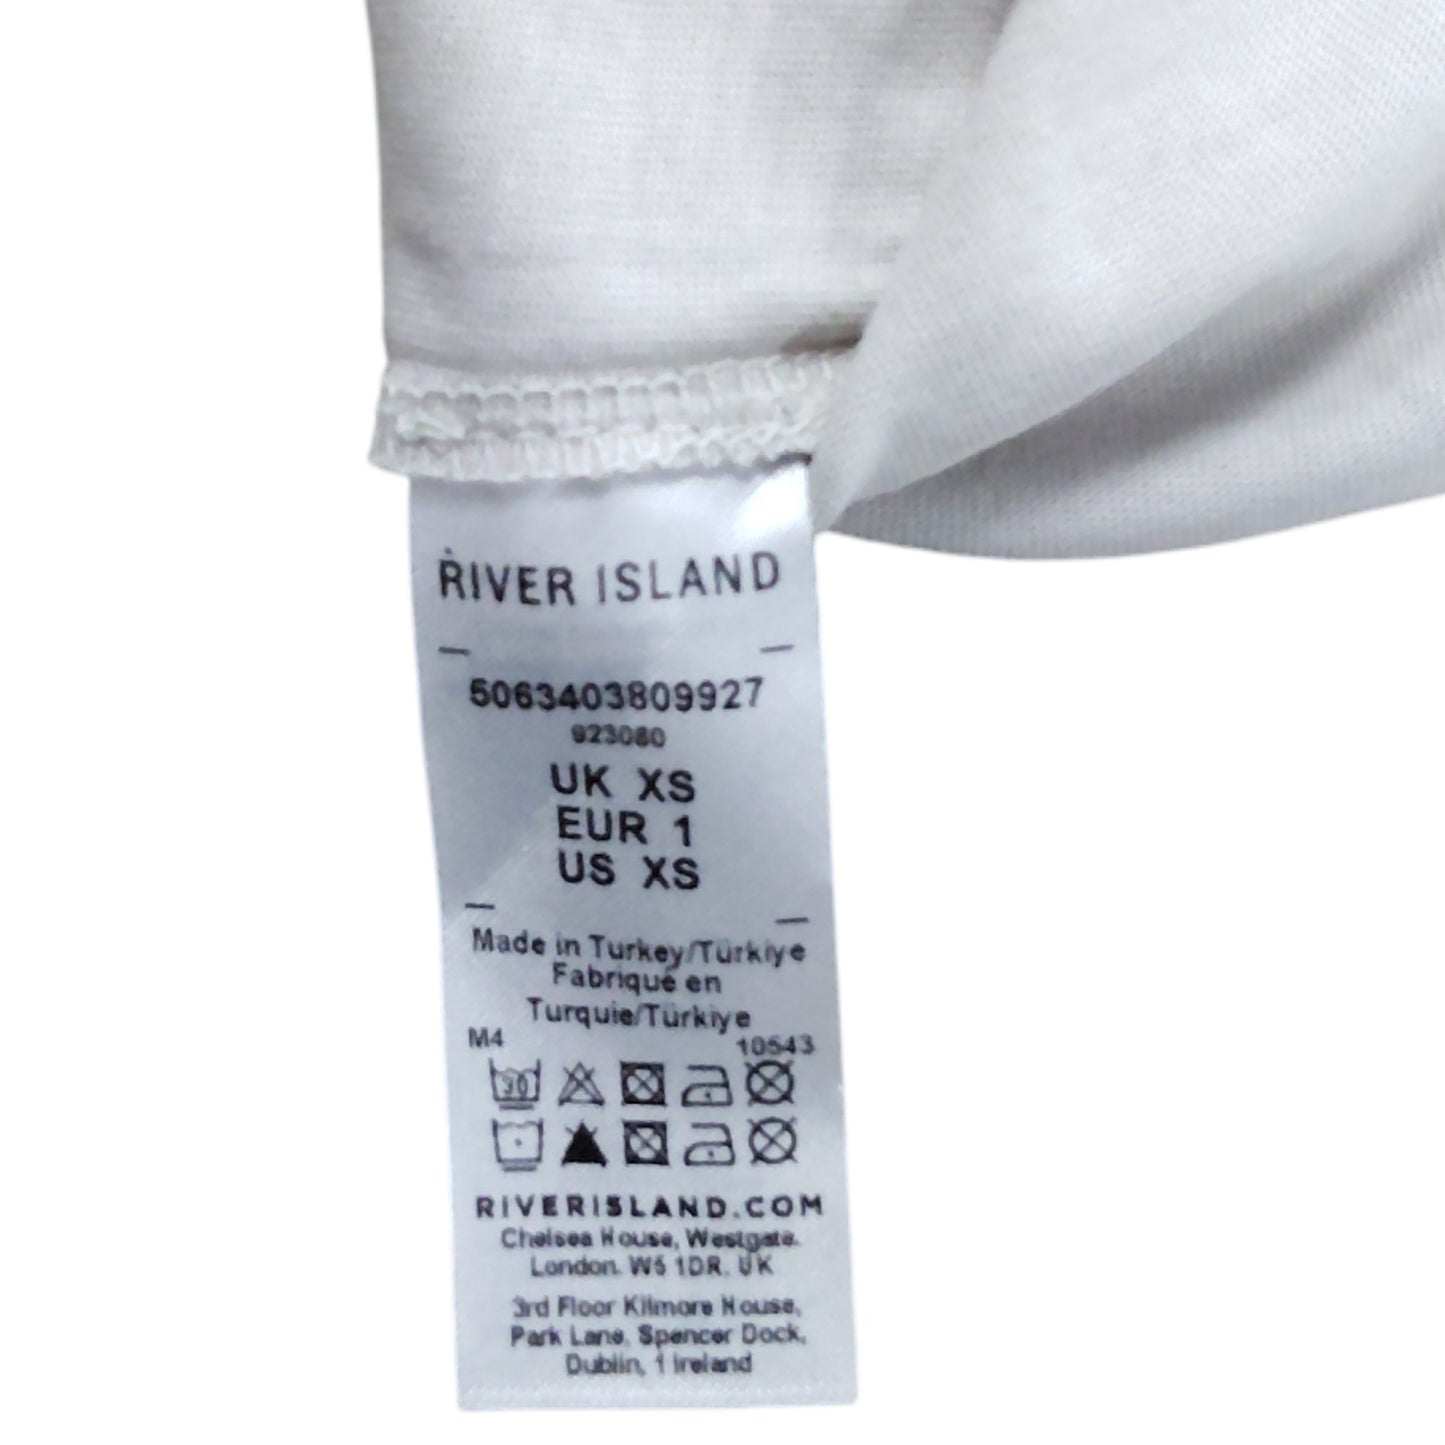 RIVER ISLAND
5063403809927
923080
UK XS
EUR 1
US XS
Made in Turkey/Türkiye
Fabriqué en
Turquie/Türkiye
M4
10543
30
RIVERISLAND.COM
Chelsea House, Westgate.
London. W5 1DR. UK
3rd Floor Kilmore House,
Park Lane, Spencer Dock,
Dublin, 1 Ireland